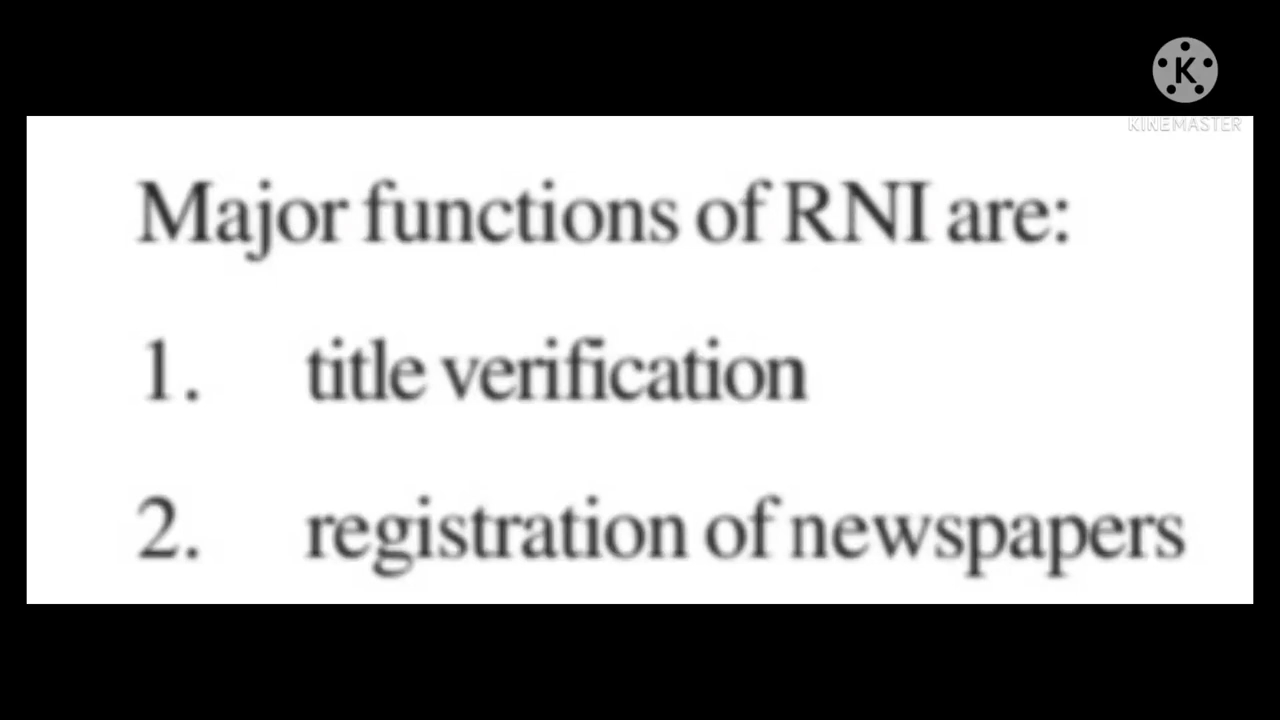 K
KINEMASTER
Major functions of RNI are:
1. title verification
2. registration of newspapers